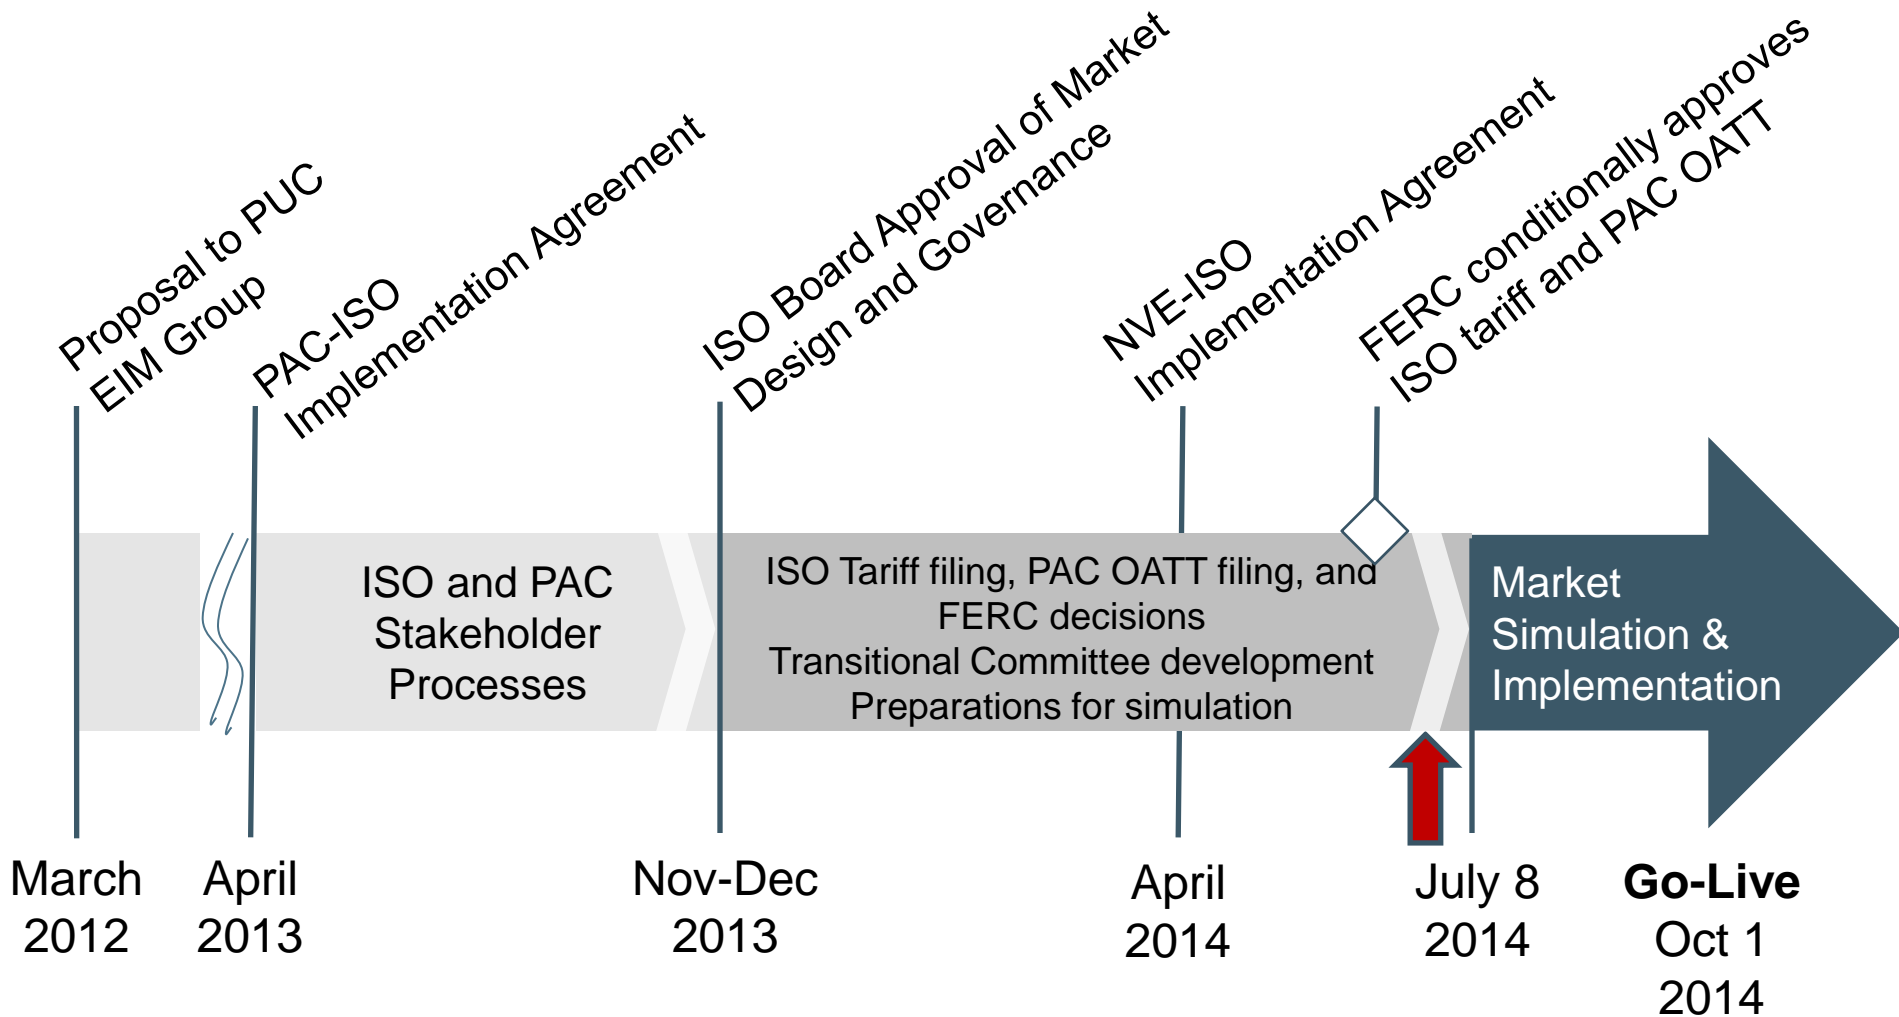 Proposal to PUC
EIM Group
PAC-ISO
Implementation Agreement
ISO Board Approval of Market
Design and Governance
NVE-ISO
Implementation Agreement
FERC conditionally approves
ISO tariff and PAC OATT
ISO and PAC
Stakeholder
Processes
ISO Tariff filing, PAC OATT filing, and
FERC decisions
Transitional Committee development
Preparations for simulation
Market
Simulation &
Implementation
March
2012
April
2013
Nov-Dec
2013
April
2014
July 8
2014
Go-Live
Oct 1
2014